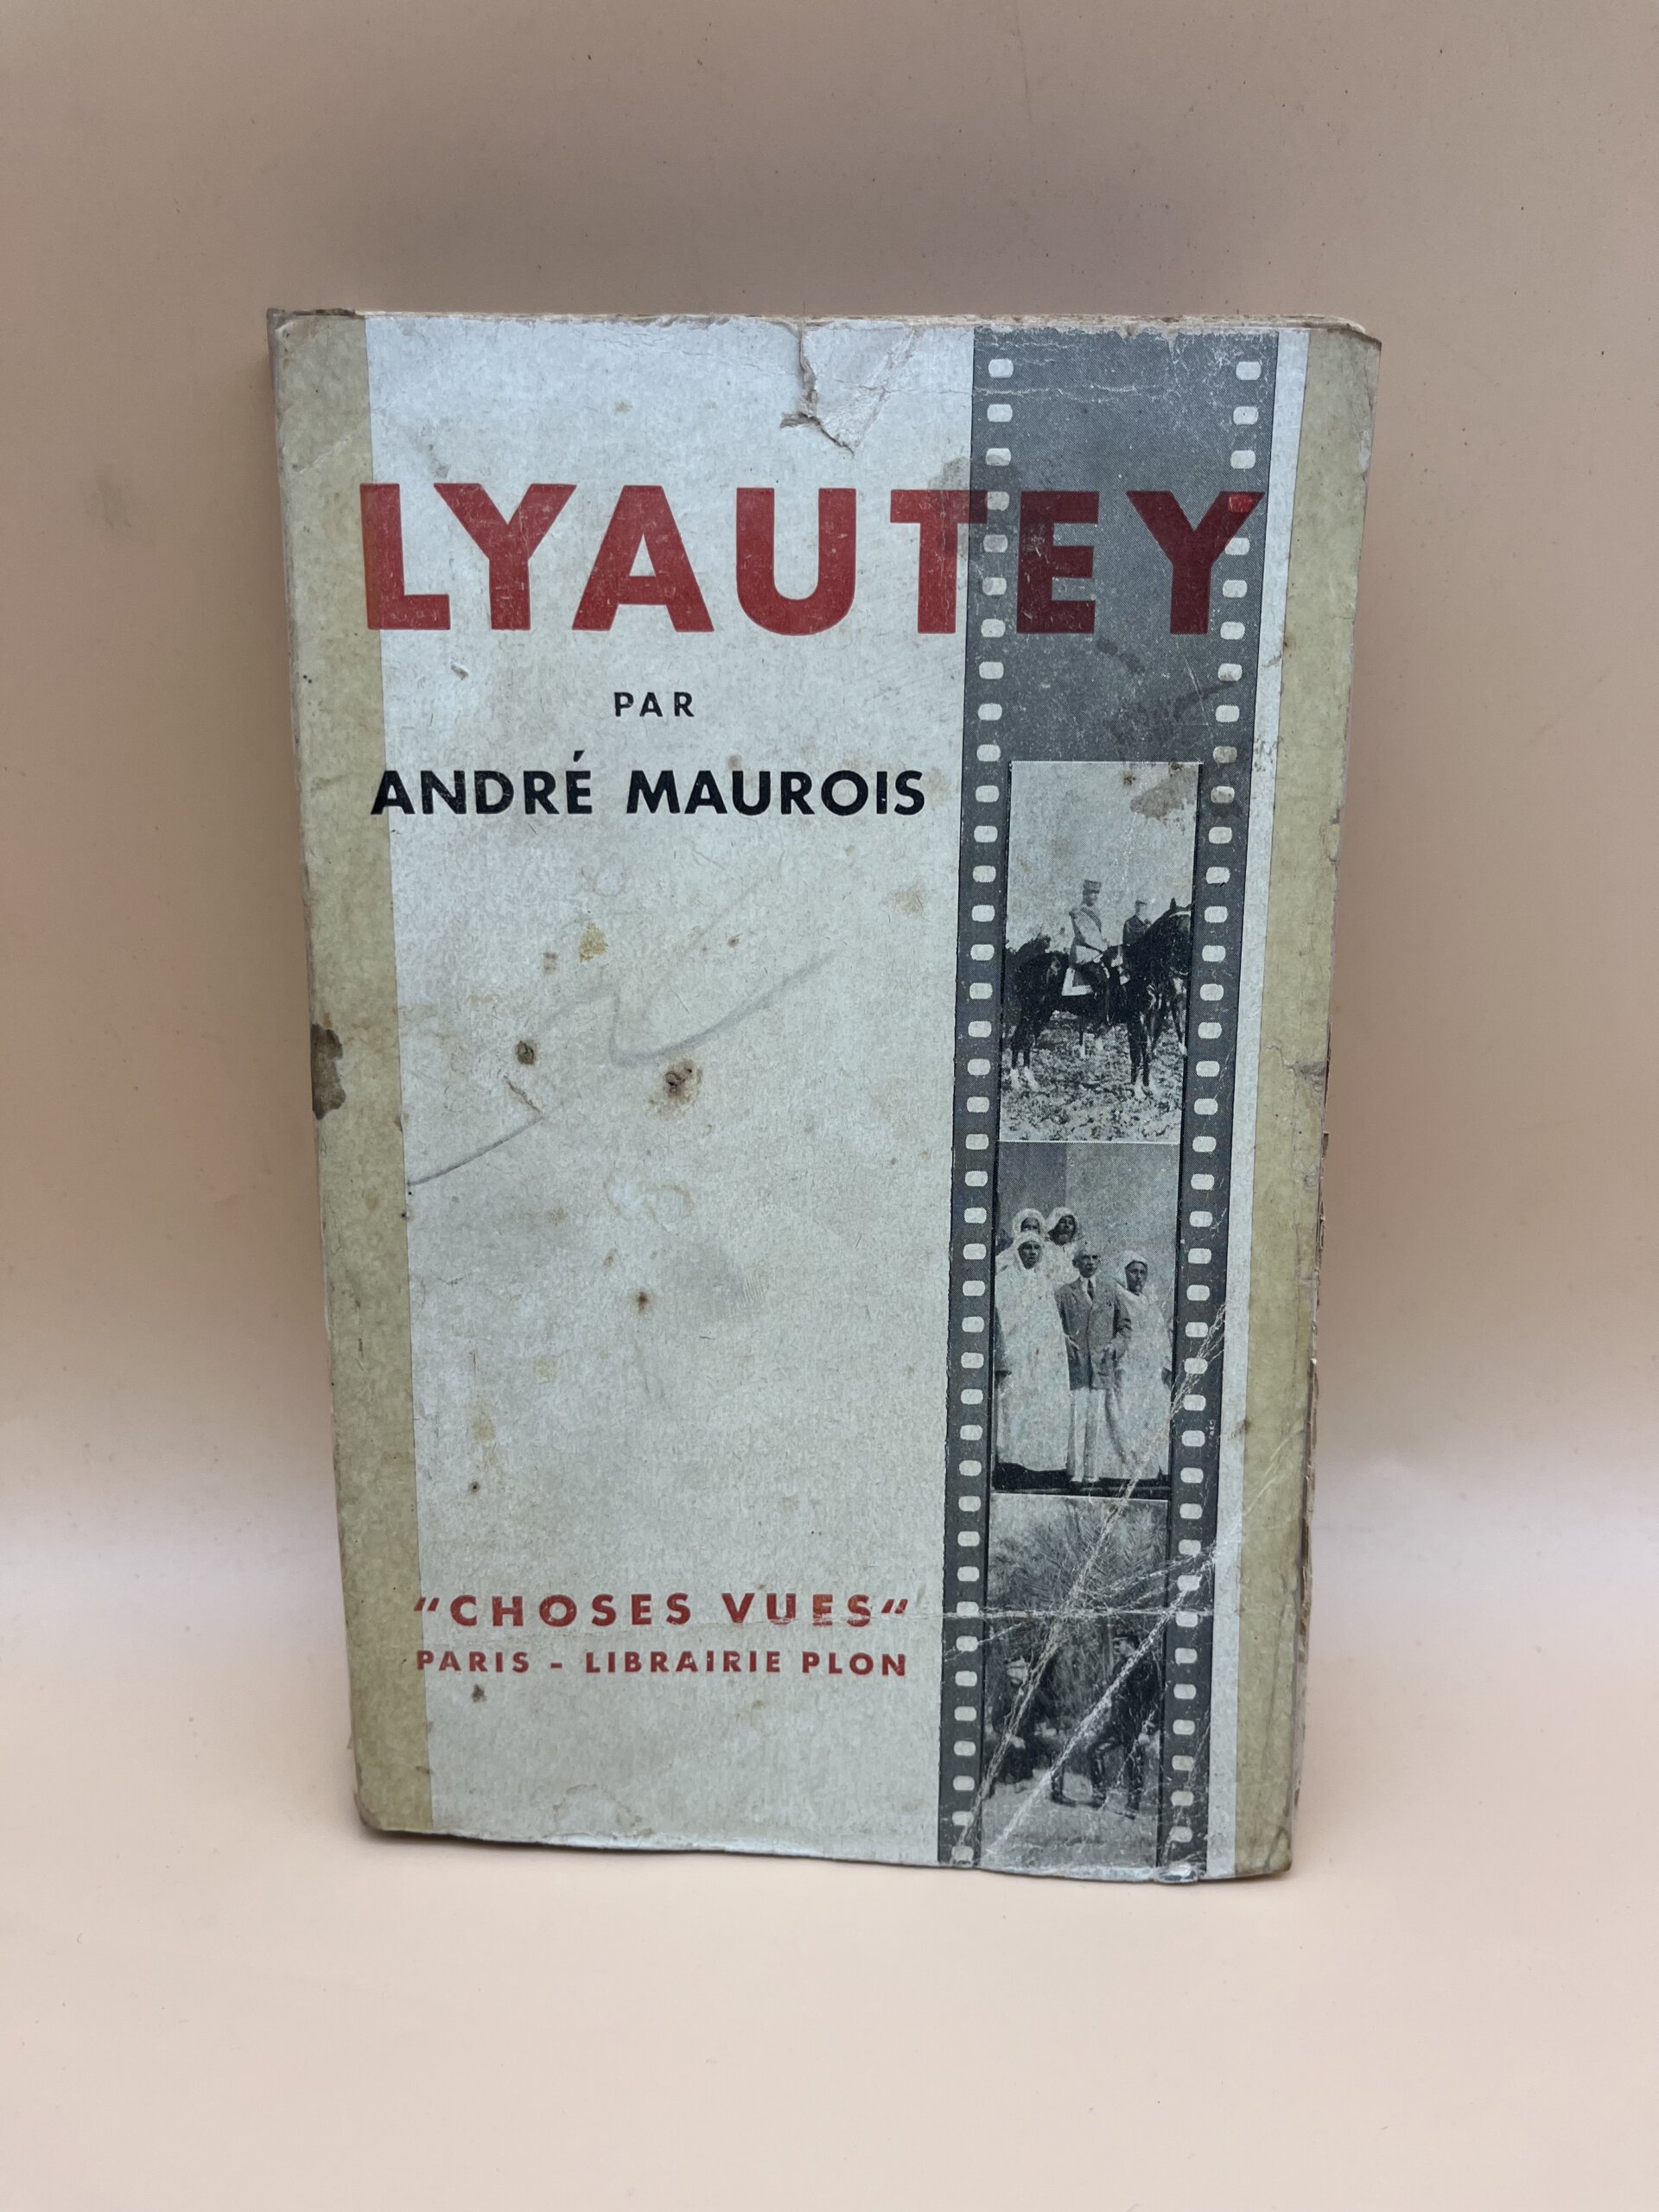 LYAUTEY
PAR
ANDRÉ MAUROIS
"CHOSES VUES"
PARIS - LIBRAIRIE PLON